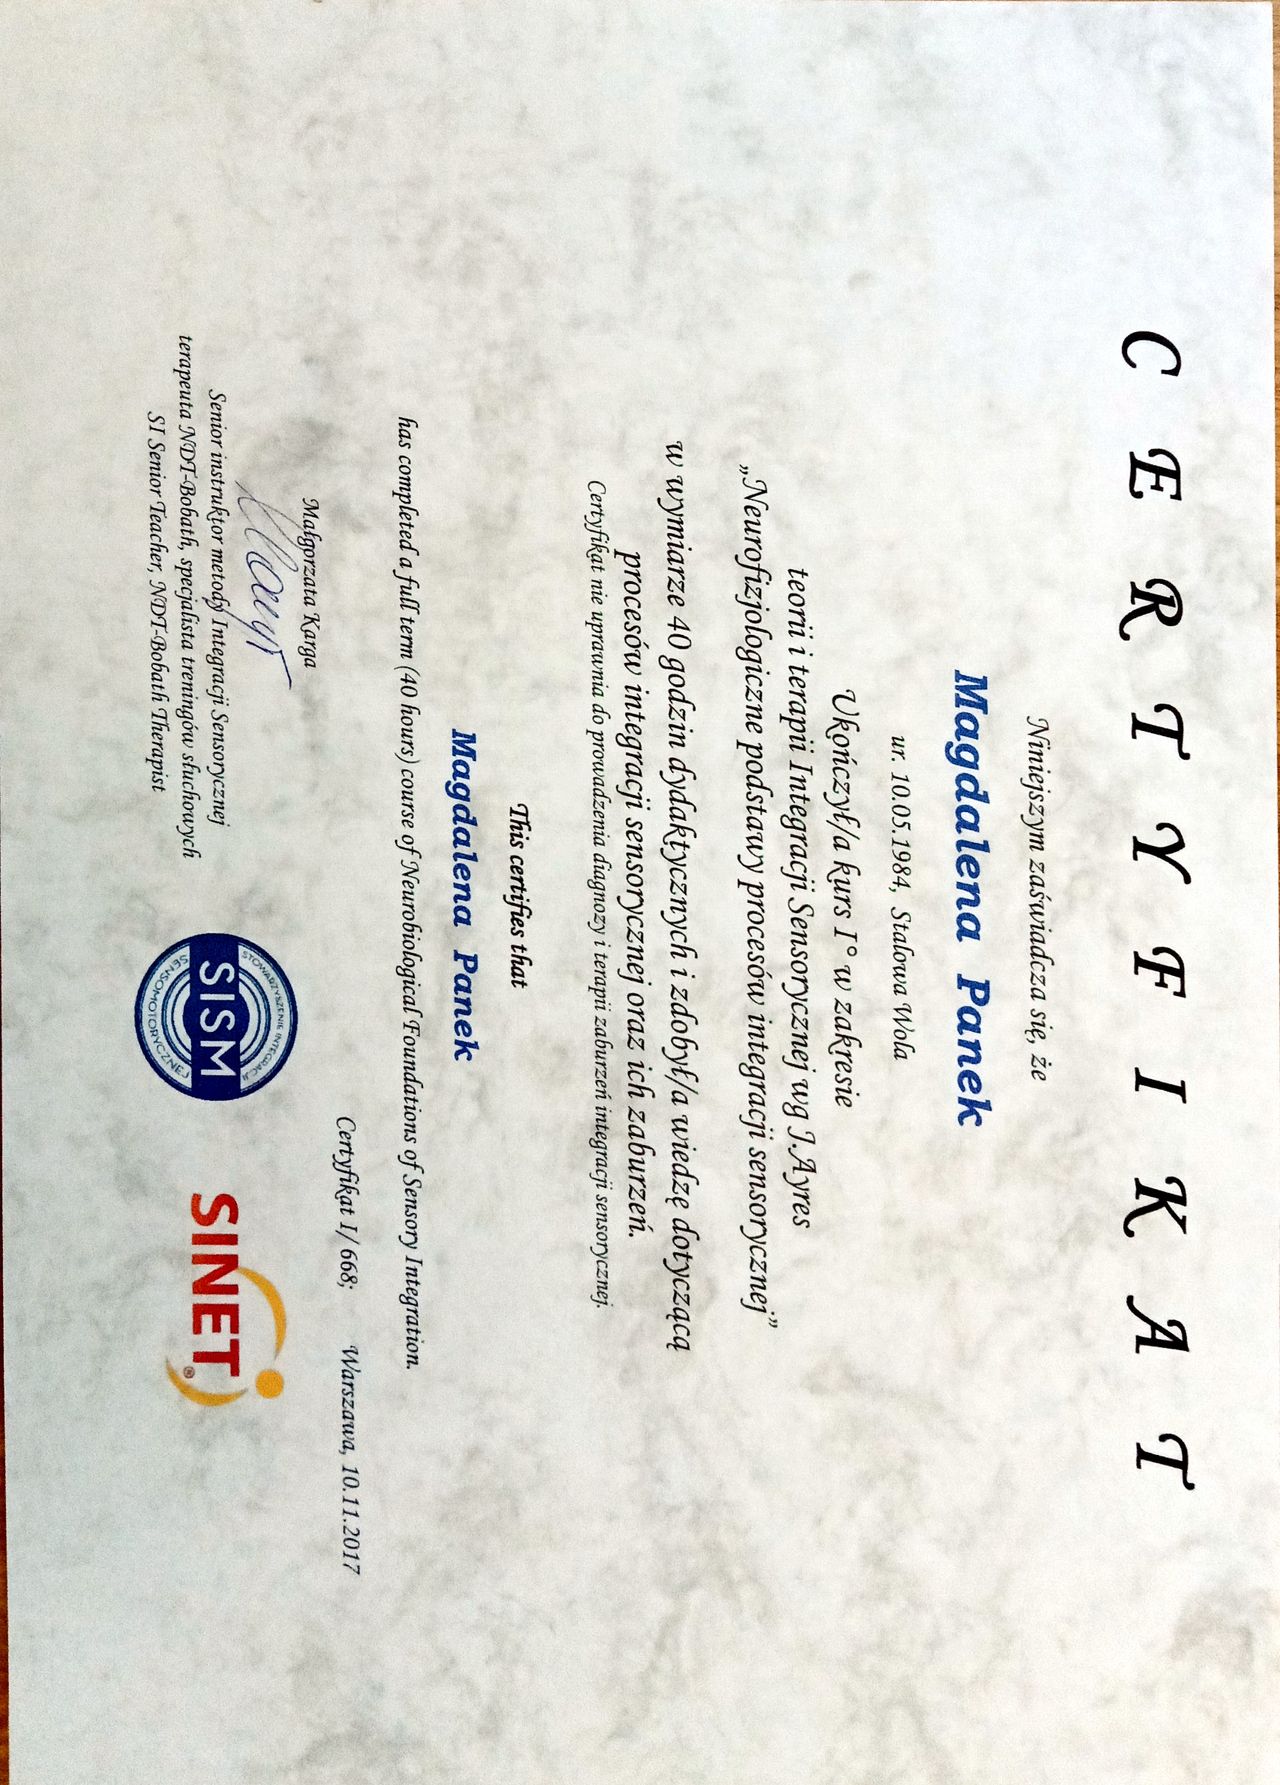 CERTYFIKAT
Niniejszym zaświadcza się, że
Magdalena Panek
ur. 10.05.1984, Stalowa Wola
Ukończył/a kurs I° w zakresie
teorii i terapii Integracji Sensorycznej wg J.Ayres
„Neurofizjologiczne podstawy procesów integracji sensorycznej”
w wymiarze 40 godzin dydaktycznych i zdobył/a wiedzę dotyczącą
procesów integracji sensorycznej oraz ich zaburzeń.
Certyfikat nie uprawnia do prowadzenia diagnozy i terapii zaburzeń integracji sensorycznej.
This certifies that
Magdalena Panek
has completed a full term (40 hours) course of Neurobiological Foundations of Sensory Integration.
Certyfikat I/ 668; Warszawa, 10.11.2017
Małgorzata Karga
Senior instruktor metody Integracji Sensorycznej
terapeuta NDT-Bobath, specjalista treningów słuchowych
SI Senior Teacher, NDT-Bobath Therapist
STOWARZYSZENIE INTEGRACJI
SISM
SENSOMOTORYCZNEJ
SINET®